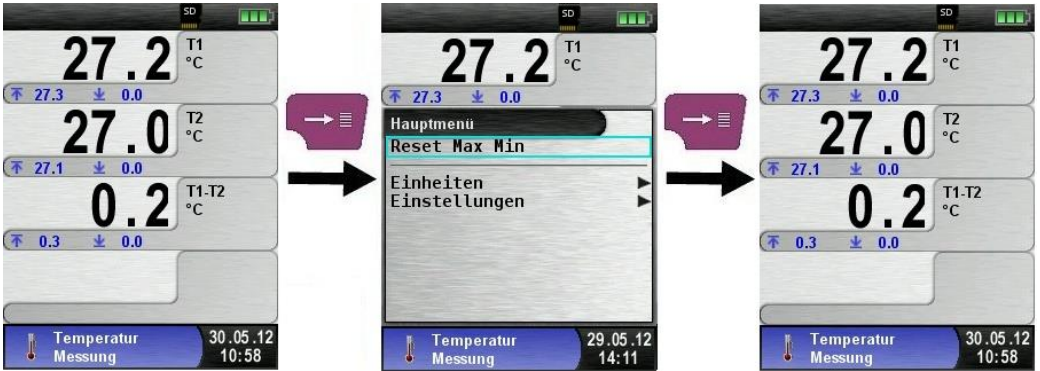 SD
27.2 T1 °C
27.3 0.0
27.0 T2 °C
27.1 0.0
0.2 T1-T2 °C
0.3 0.0
Temperatur
Messung
30.05.12
10:58
SD
27.2 T1 °C
27.3 0.0
Hauptmenü
Reset Max Min
Einheiten
Einstellungen
Temperatur
Messung
29.05.12
14:11
SD
27.2 T1 °C
27.3 0.0
27.0 T2 °C
27.1 0.0
0.2 T1-T2 °C
0.3 0.0
Temperatur
Messung
30.05.12
10:58